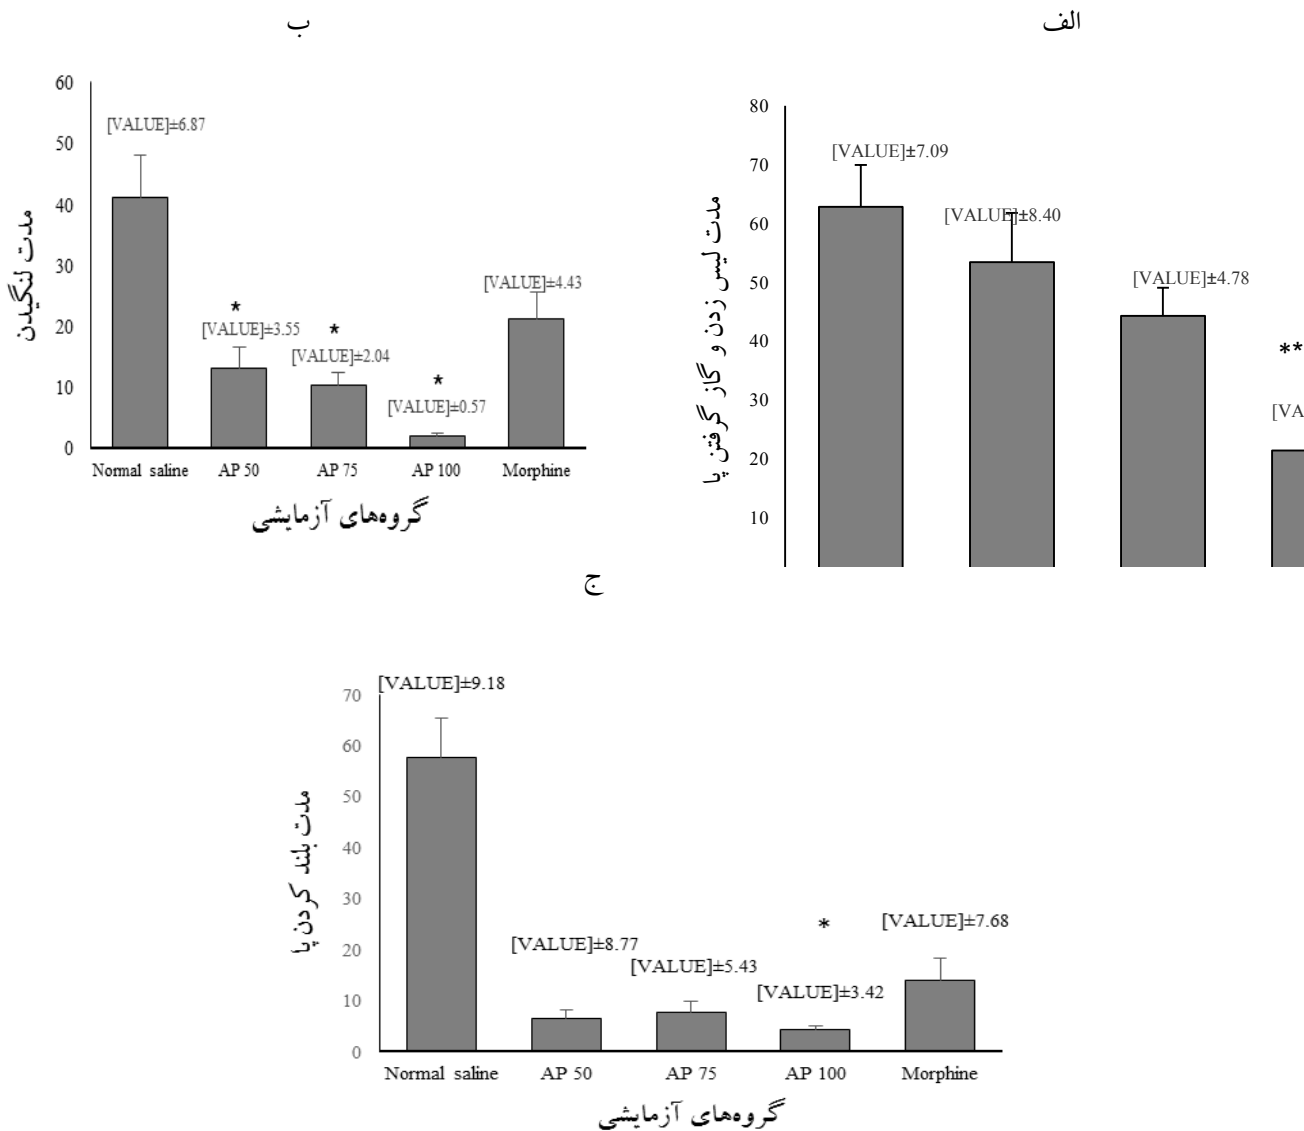 ب
60
50
40
30
20
10
0
[VALUE]±6.87
*
[VALUE]±3.55
*
[VALUE]±2.04
*
[VALUE]±0.57
[VALUE]±4.43
مدت لنگیدن
Normal saline AP 50 AP 75 AP 100 Morphine
گروه‌های آزمایشی
الف
80
70
60
50
40
30
20
10
[VALUE]±7.09
[VALUE]±8.40
[VALUE]±4.78
**
[VA
مدت لیس زدن و گاز گرفتن پا
ج
70
60
50
40
30
20
10
0
[VALUE]±9.18
[VALUE]±8.77
[VALUE]±5.43
*
[VALUE]±3.42
[VALUE]±7.68
مدت بلند کردن پا
Normal saline AP 50 AP 75 AP 100 Morphine
گروه‌های آزمایشی